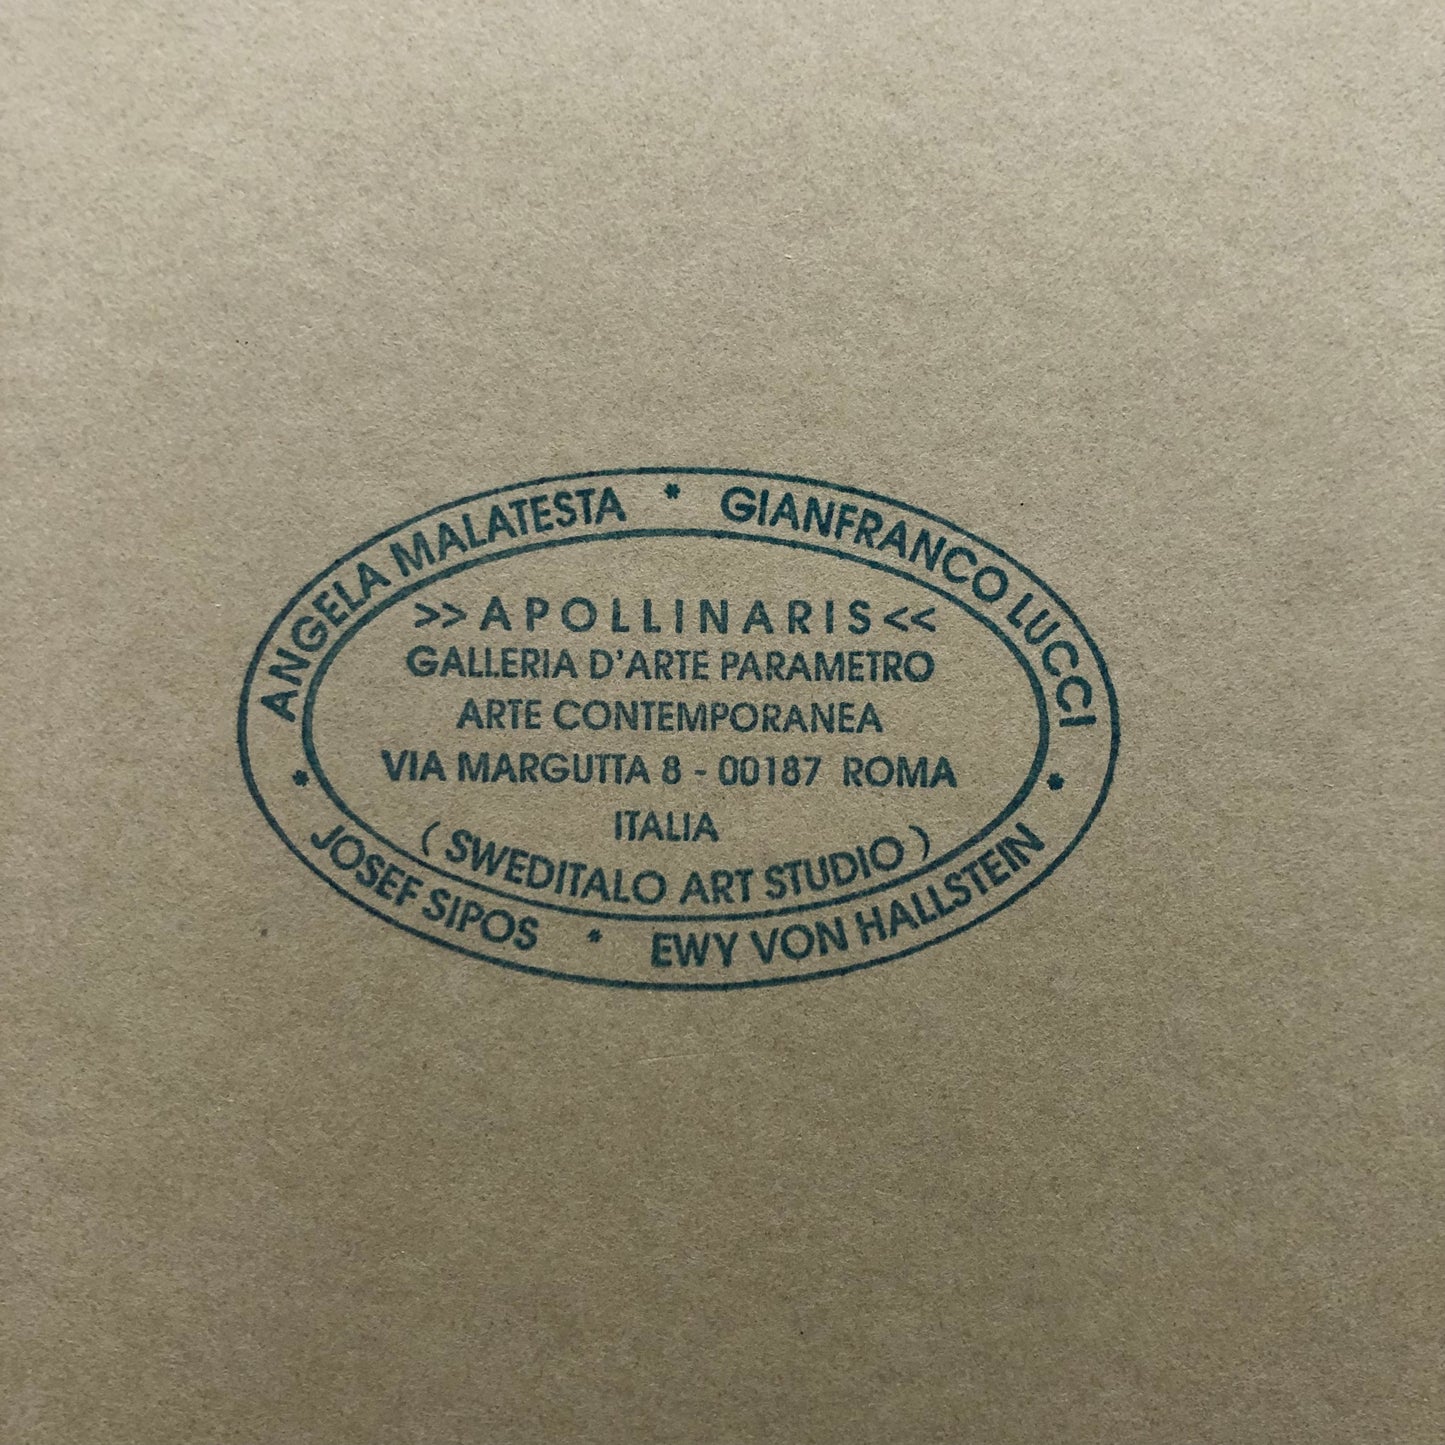 ANGELA MALATESTA * GIANFRANCO LUCCI
>> APOLLINARIS <<
GALLERIA D'ARTE PARAMETRO
ARTE CONTEMPORANEA
VIA MARGUTTA 8 - 00187 ROMA
ITALIA
( SWEDITALO ART STUDIO )
* JOSEF SIPOS * EWY VON HALLSTEIN *